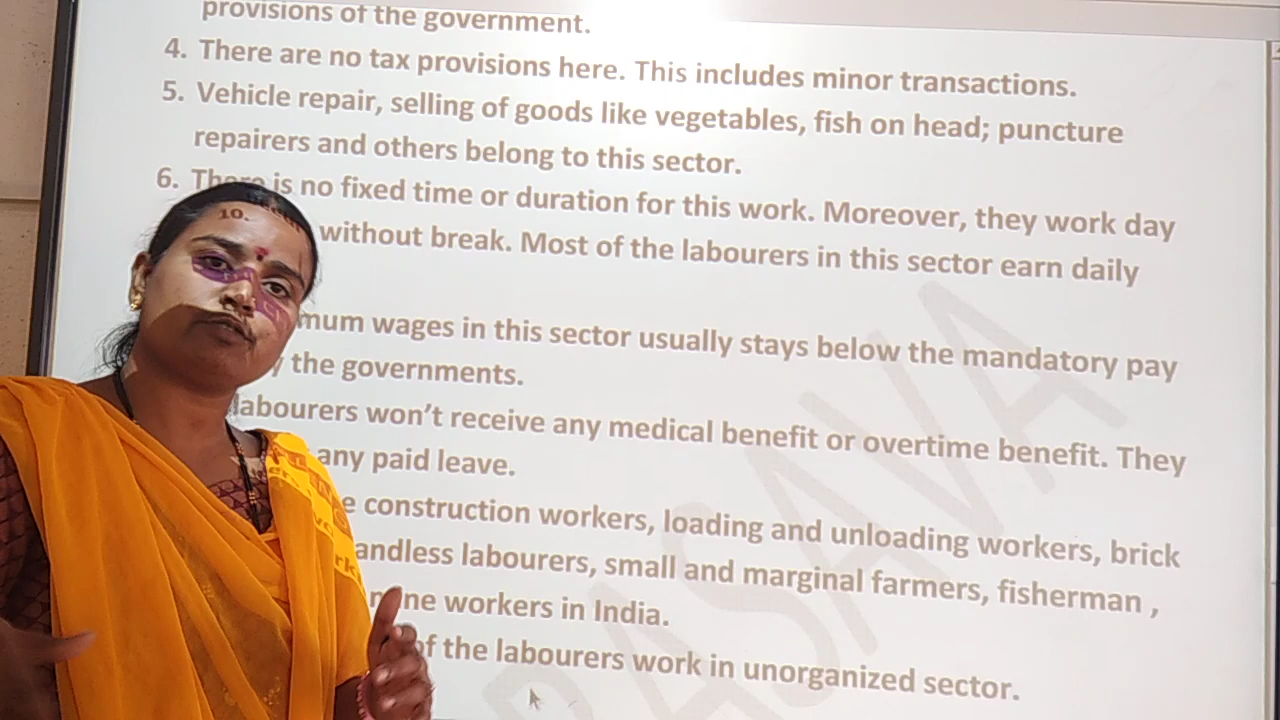 provisions of the government.
4. There are no tax provisions here. This includes minor transactions.
5. Vehicle repair, selling of goods like vegetables, fish on head; puncture
repairers and others belong to this sector.
6. There is no fixed time or duration for this work. Moreover, they work day
without break. Most of the labourers in this sector earn daily
mum wages in this sector usually stays below the mandatory pay
the governments.
labourers won't receive any medical benefit or overtime benefit. They
any paid leave.
construction workers, loading and unloading workers, brick
andless labourers, small and marginal farmers, fisherman ,
mine workers in India.
10.
of the labourers work in unorganized sector.
BASAVA
BASAVA